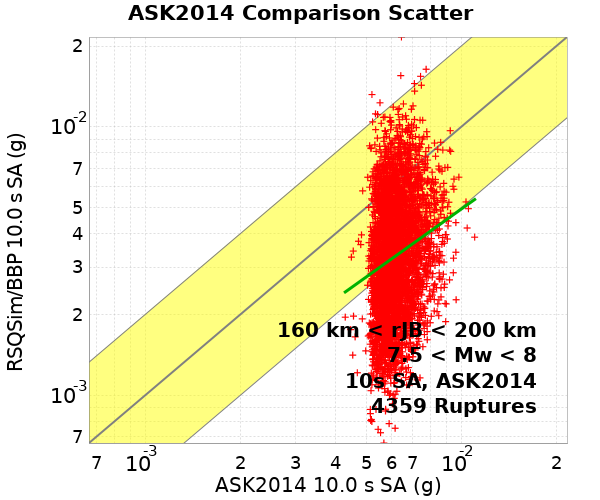 ASK2014 Comparison Scatter
RSQSim/BBP 10.0 s SA (g)
2
10-2
7
5
4
3
2
10-3
7
160 km < rJB < 200 km
7.5 < Mw < 8
10s SA, ASK2014
4359 Ruptures
7 10-3 2 3 4 5 6 7 10-2 2
ASK2014 10.0 s SA (g)